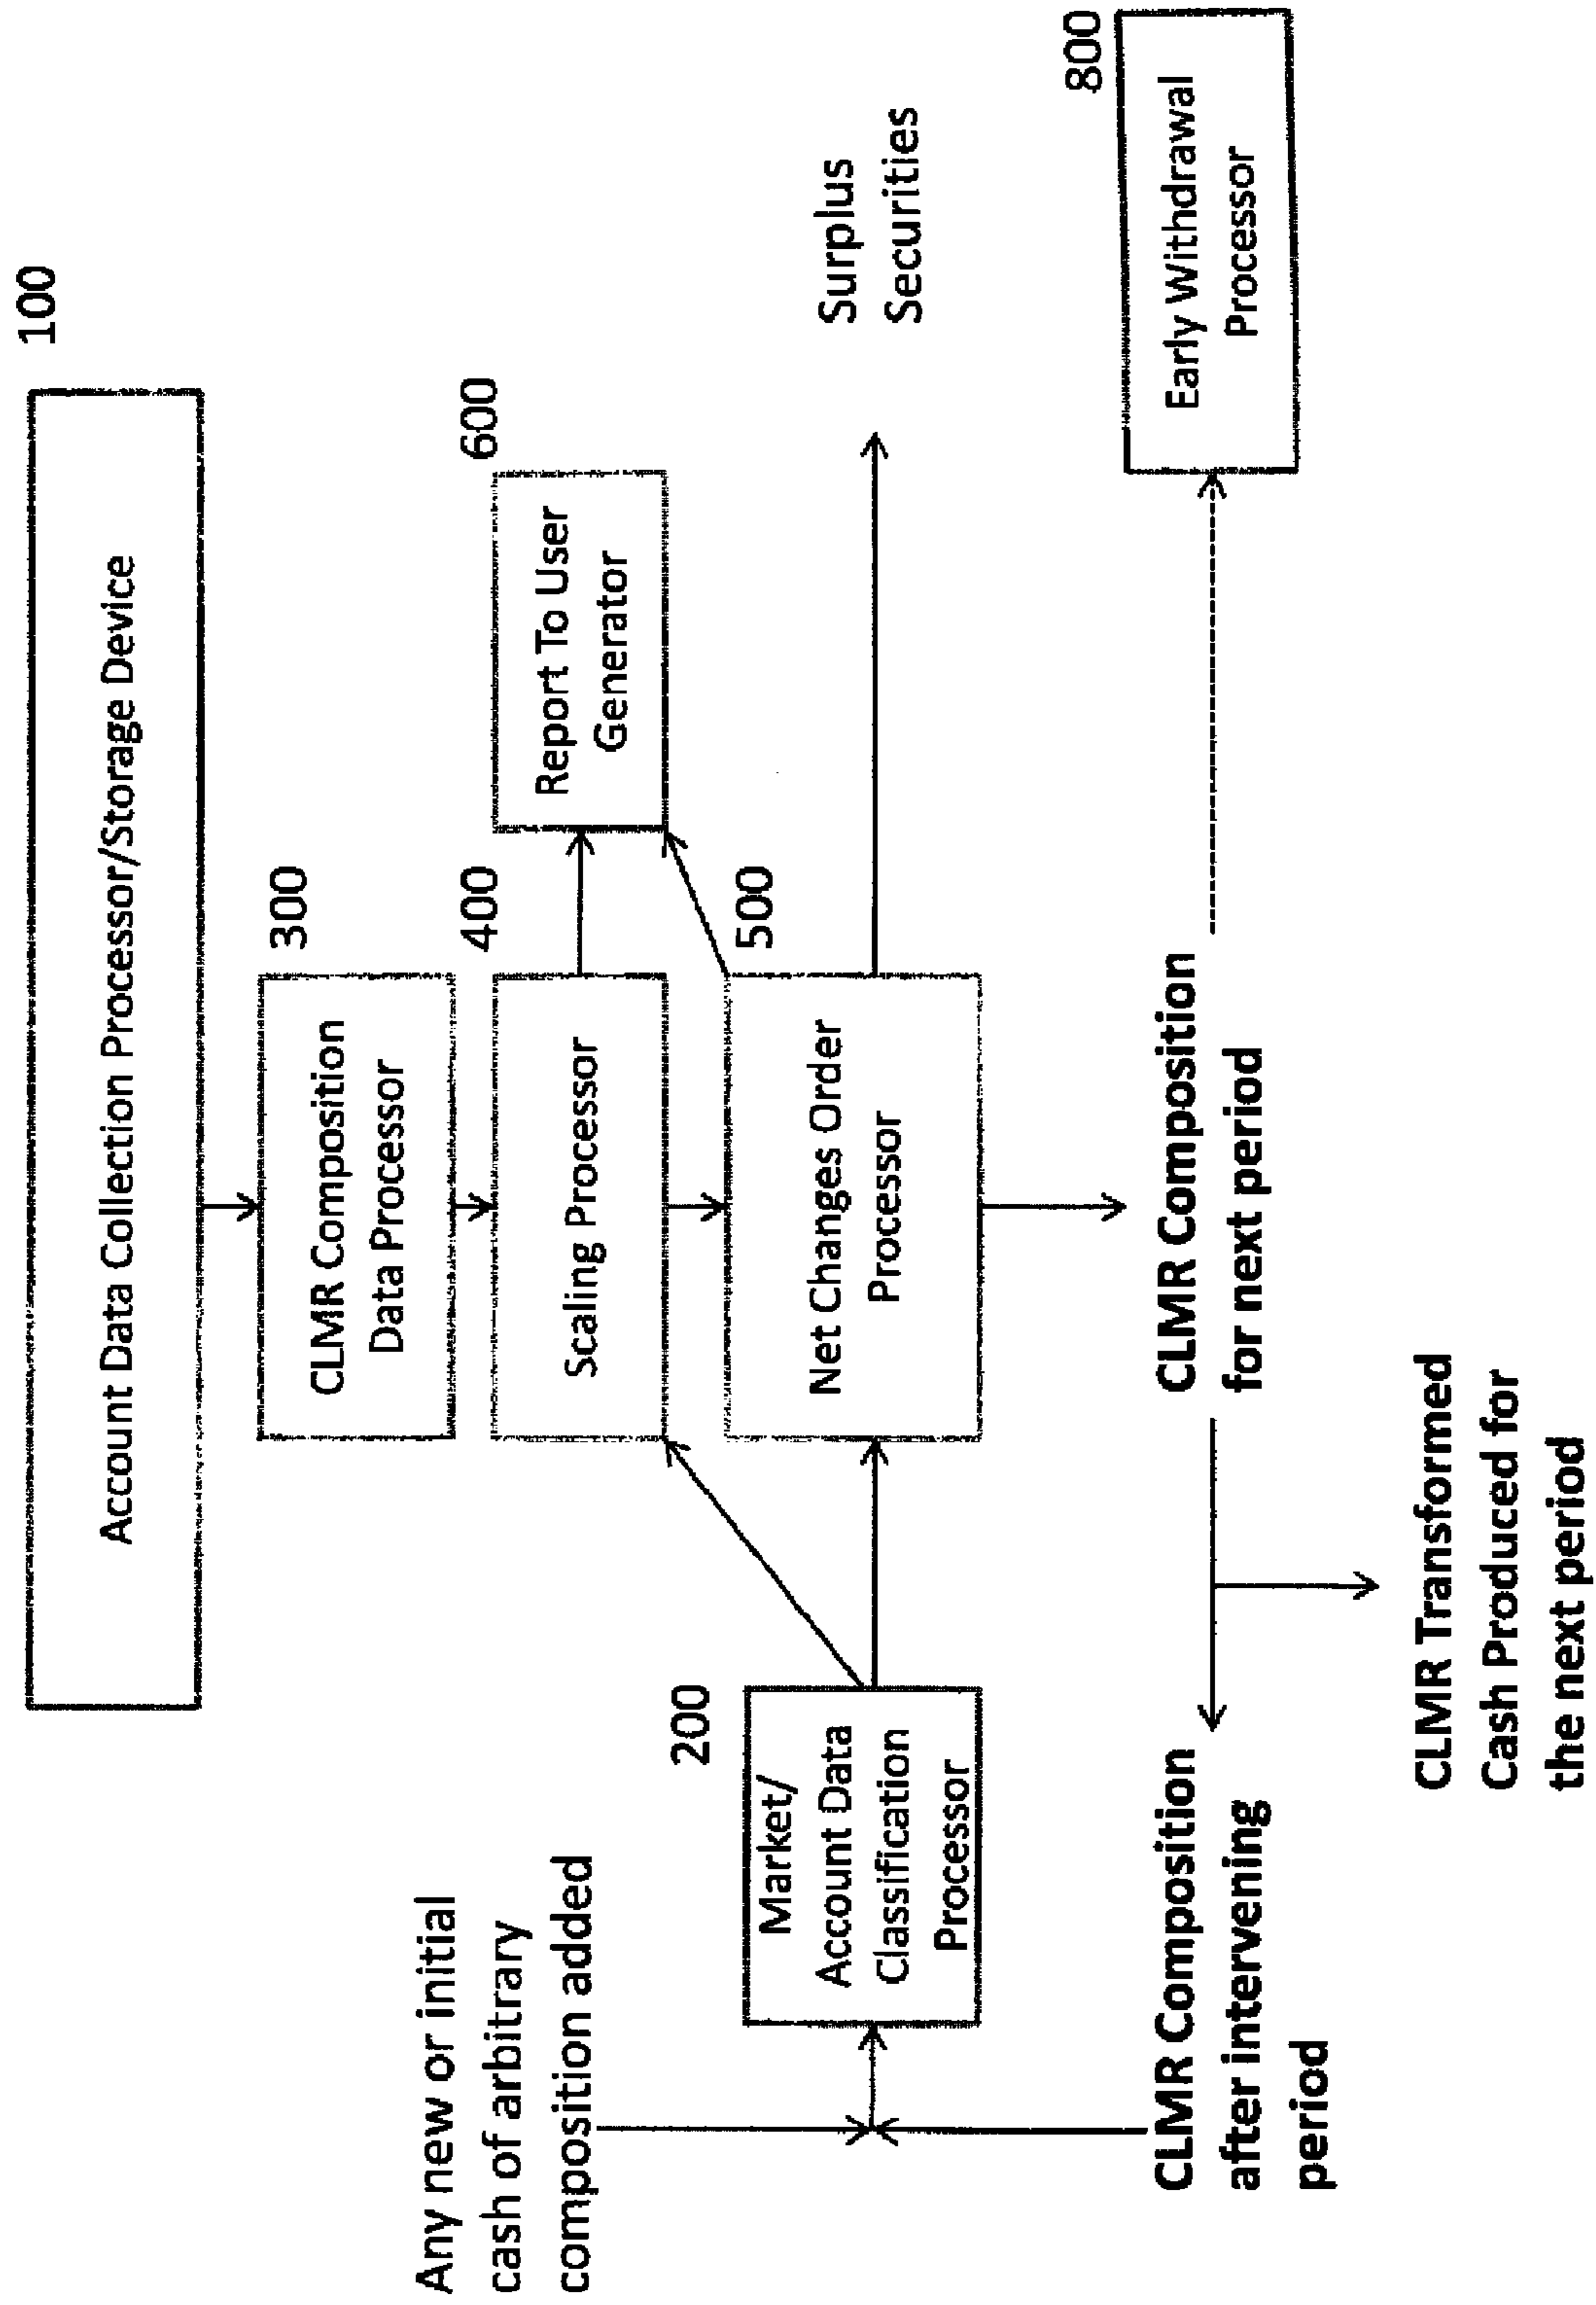 100
Account Data Collection Processor/Storage Device
300
CLMR Composition
Data Processor
400
Scaling Processor
600
Report To User
Generator
Any new or initial
cash of arbitrary
composition added
200
Market/
Account Data
Classification
Processor
500
Net Changes Order
Processor
Surplus
Securities
CLMR Composition
after intervening
period
CLMR Composition
for next period
800
Early Withdrawal
Processor
CLMR Transformed
Cash Produced for
the next period